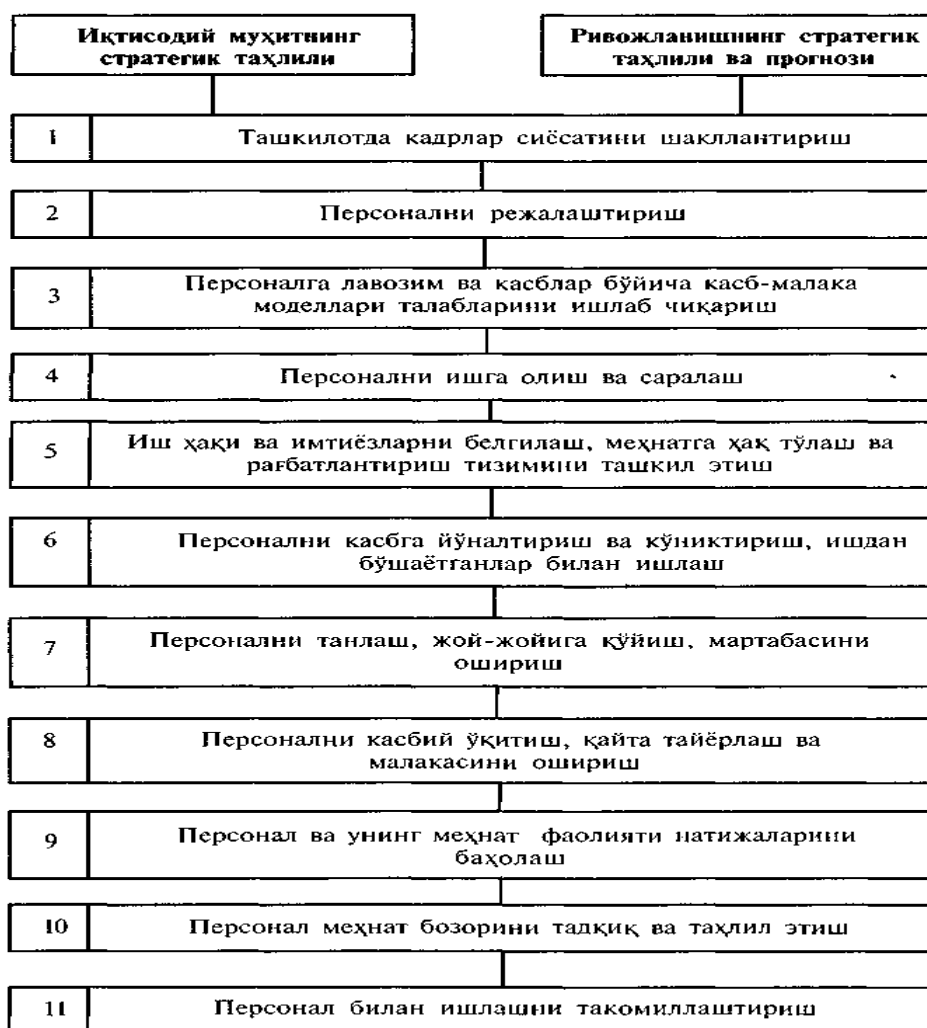 Иқтисодий муҳитнинг
стратегик таҳлили
Ривожланишнинг стратегик
таҳлили ва прогнози
1 Ташкилотда кадрлар сиёсатини шакллантириш
2 Персонални режалаштириш
3 Персоналга лавозим ва касблар бўйича касб-малака
моделлари талабларини ишлаб чиқариш
4 Персонални ишга олиш ва саралаш
5 Иш ҳақи ва имтиёзларни белгилаш, меҳнатга ҳақ тўлаш ва
рағбатлантириш тизимини ташкил этиш
6 Персонални касбга йўналтириш ва кўниктириш, ишдан
бўшаётганлар билан ишлаш
7 Персонални танлаш, жой-жойига қўйиш, мартабасини
ошириш
8 Персонални касбий ўқитиш, қайта тайёрлаш ва
малакасини ошириш
9 Персонал ва унинг меҳнат фаолияти натижаларини
баҳолаш
10 Персонал меҳнат бозорини тадқиқ ва таҳлил этиш
11 Персонал билан ишлашни такомиллаштириш